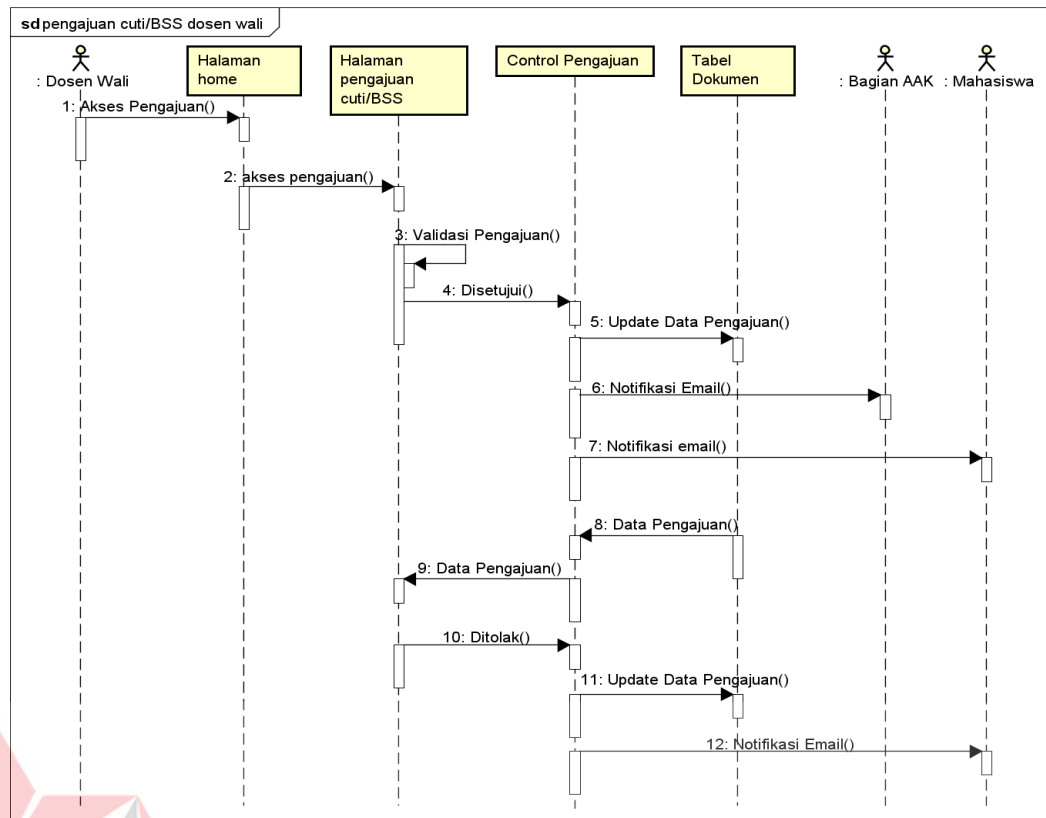 sd pengajuan cuti/BSS dosen wali
: Dosen Wali
Halaman
home
Halaman
pengajuan
cuti/BSS
Control Pengajuan
Tabel
Dokumen
: Bagian AAK
: Mahasiswa
1: Akses Pengajuan()
2: akses pengajuan()
3: Validasi Pengajuan()
4: Disetujui()
5: Update Data Pengajuan()
6: Notifikasi Email()
7: Notifikasi email()
8: Data Pengajuan()
9: Data Pengajuan()
10: Ditolak()
11: Update Data Pengajuan()
12: Notifikasi Email()